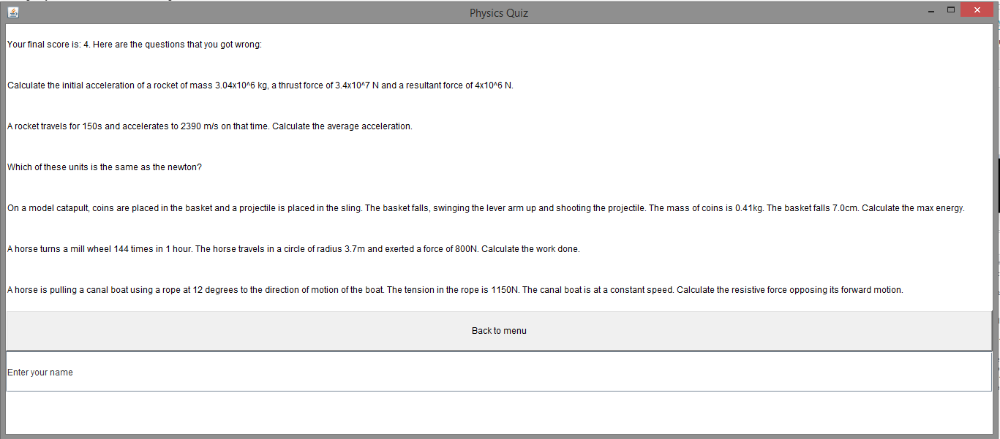 Physics Quiz
Your final score is: 4. Here are the questions that you got wrong:
Calculate the initial acceleration of a rocket of mass 3.04x10^6 kg, a thrust force of 3.4x10^7 N and a resultant force of 4x10^6 N.
A rocket travels for 150s and accelerates to 2390 m/s on that time. Calculate the average acceleration.
Which of these units is the same as the newton?
On a model catapult, coins are placed in the basket and a projectile is placed in the sling. The basket falls, swinging the lever arm up and shooting the projectile. The mass of coins is 0.41kg. The basket falls 7.0cm. Calculate the max energy.
A horse turns a mill wheel 144 times in 1 hour. The horse travels in a circle of radius 3.7m and exerted a force of 800N. Calculate the work done.
A horse is pulling a canal boat using a rope at 12 degrees to the direction of motion of the boat. The tension in the rope is 1150N. The canal boat is at a constant speed. Calculate the resistive force opposing its forward motion.
Back to menu
Enter your name